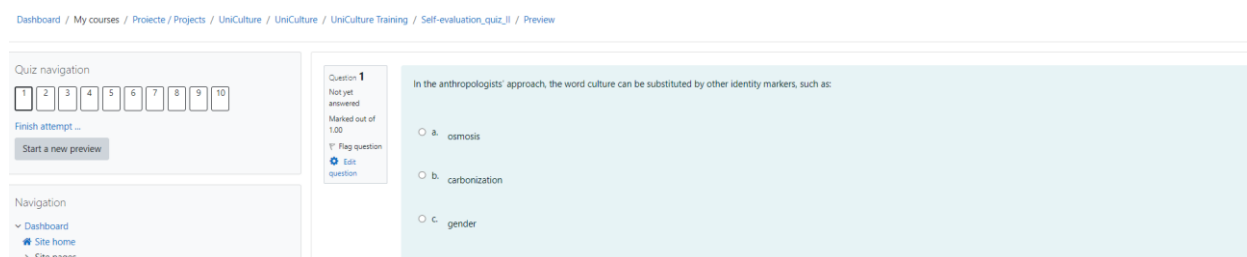 Dashboard / My courses / Proiecte / Projects / UniCulture / UniCulture / UniCulture Training / Self-evaluation_quiz_II / Preview
Quiz navigation
1 2 3 4 5 6 7 8 9 10
Finish attempt ...
Start a new preview
Navigation
Dashboard
Site home
Site pages
Question 1
Not yet
answered
Marked out of
1.00
Flag question
Edit
question
In the anthropologists' approach, the word culture can be substituted by other identity markers, such as:
a. osmosis
b. carbonization
c. gender